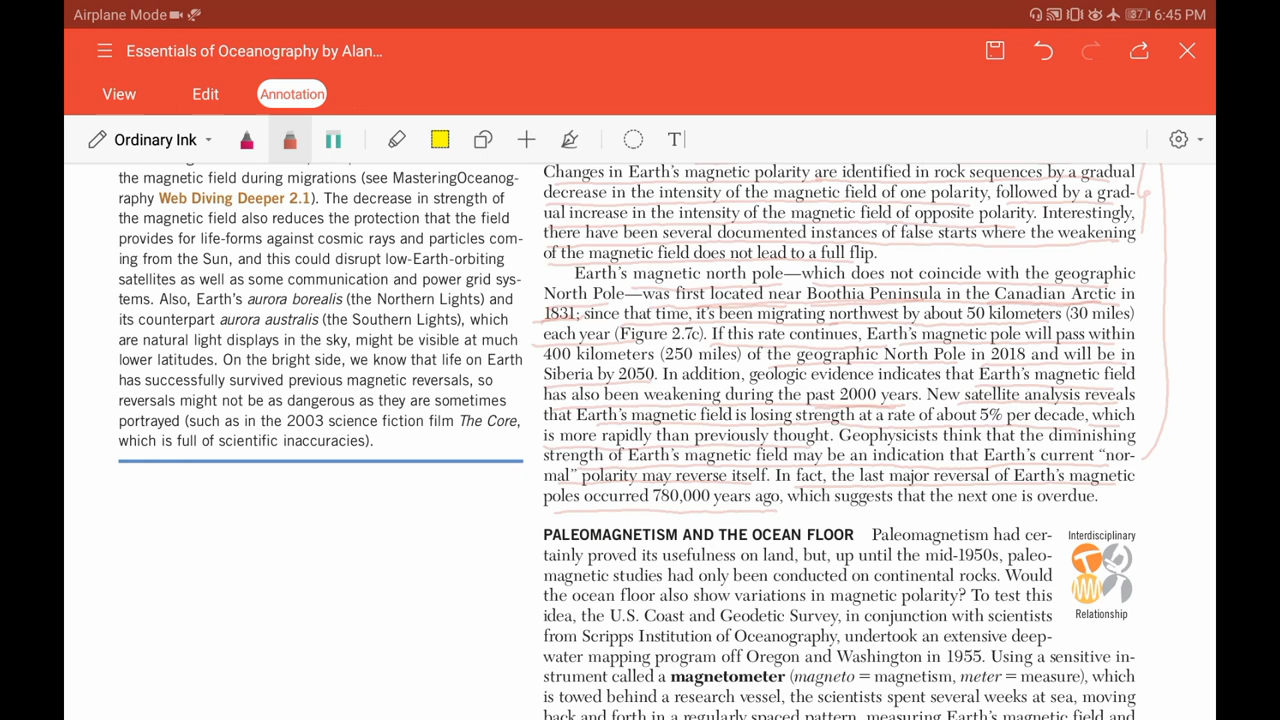 Airplane Mode
37 6:45 PM
Essentials of Oceanography by Alan...
View Edit Annotation
Ordinary Ink
T
the magnetic field during migrations (see MasteringOceanog-
raphy Web Diving Deeper 2.1). The decrease in strength of
the magnetic field also reduces the protection that the field
provides for life-forms against cosmic rays and particles com-
ing from the Sun, and this could disrupt low-Earth-orbiting
satellites as well as some communication and power grid sys-
tems. Also, Earth's aurora borealis (the Northern Lights) and
its counterpart aurora australis (the Southern Lights), which
are natural light displays in the sky, might be visible at much
lower latitudes. On the bright side, we know that life on Earth
has successfully survived previous magnetic reversals, so
reversals might not be as dangerous as they are sometimes
portrayed (such as in the 2003 science fiction film The Core,
which is full of scientific inaccuracies).
Changes in Earth's magnetic polarity are identified in rock sequences by a gradual
decrease in the intensity of the magnetic field of one polarity, followed by a grad-
ual increase in the intensity of the magnetic field of opposite polarity. Interestingly,
there have been several documented instances of false starts where the weakening
of the magnetic field does not lead to a full flip.
Earth's magnetic north pole—which does not coincide with the geographic
North Pole—was first located near Boothia Peninsula in the Canadian Arctic in
1831; since that time, it's been migrating northwest by about 50 kilometers (30 miles)
each year (Figure 2.7c). If this rate continues, Earth's magnetic pole will pass within
400 kilometers (250 miles) of the geographic North Pole in 2018 and will be in
Siberia by 2050. In addition, geologic evidence indicates that Earth's magnetic field
has also been weakening during the past 2000 years. New satellite analysis reveals
that Earth's magnetic field is losing strength at a rate of about 5% per decade, which
is more rapidly than previously thought. Geophysicists think that the diminishing
strength of Earth's magnetic field may be an indication that Earth's current "nor-
mal" polarity may reverse itself. In fact, the last major reversal of Earth's magnetic
poles occurred 780,000 years ago, which suggests that the next one is overdue.
PALEOMAGNETISM AND THE OCEAN FLOOR Paleomagnetism had cer-
tainly proved its usefulness on land, but, up until the mid-1950s, paleo-
magnetic studies had only been conducted on continental rocks. Would
the ocean floor also show variations in magnetic polarity? To test this
idea, the U.S. Coast and Geodetic Survey, in conjunction with scientists
from Scripps Institution of Oceanography, undertook an extensive deep-
water mapping program off Oregon and Washington in 1955. Using a sensitive in-
strument called a magnetometer (magneto = magnetism, meter = measure), which
is towed behind a research vessel, the scientists spent several weeks at sea, moving
back and forth in a regularly spaced pattern, measuring Earth's magnetic field and
Interdisciplinary
Relationship